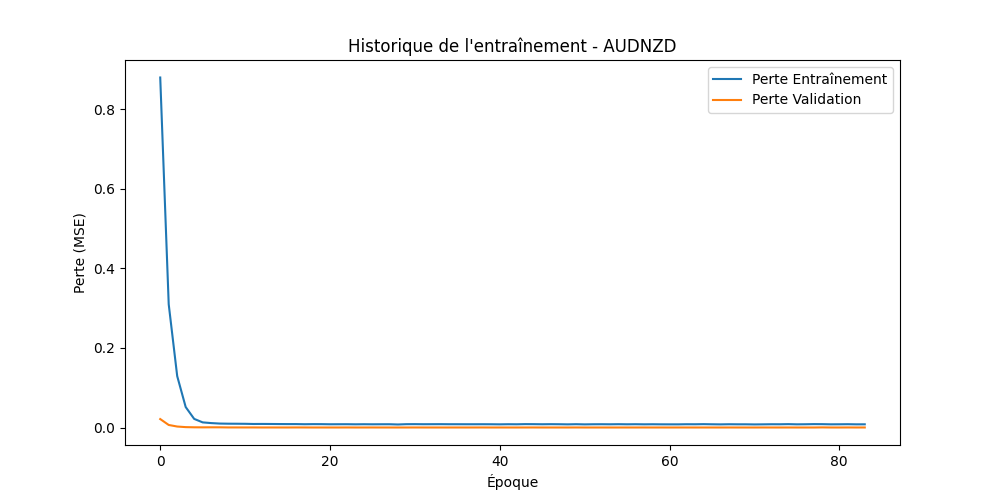 Historique de l'entraînement - AUDNZD
Perte Entraînement
Perte Validation
Perte (MSE)
0.8
0.6
0.4
0.2
0.0
0
20
40
60
80
Époque